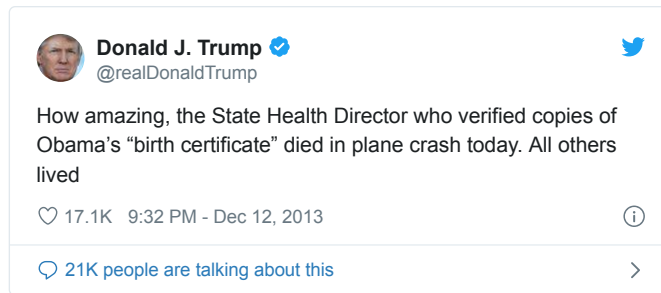 Donald J. Trump
@realDonaldTrump
How amazing, the State Health Director who verified copies of
Obama’s “birth certificate” died in plane crash today. All others
lived
17.1K 9:32 PM - Dec 12, 2013
21K people are talking about this